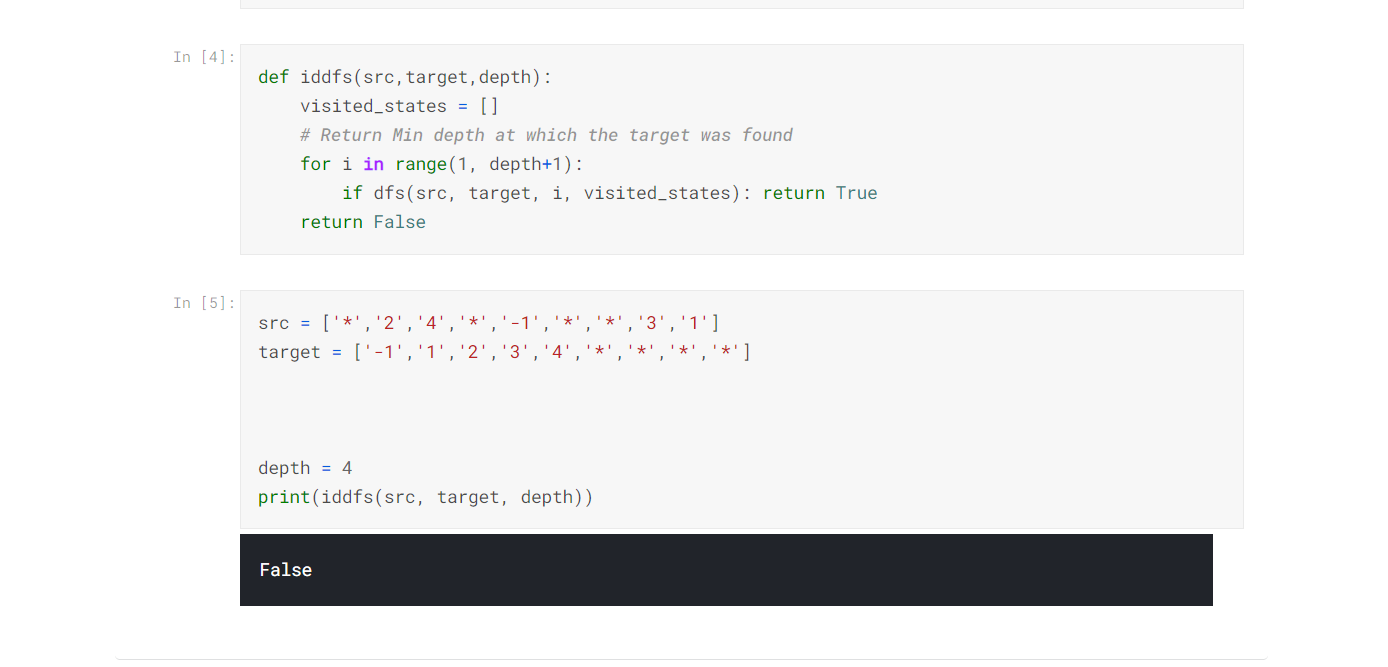 In [4]:
def iddfs(src,target,depth):
    visited_states = []
    # Return Min depth at which the target was found
    for i in range(1, depth+1):
        if dfs(src, target, i, visited_states): return True
    return False
In [5]:
src = ['*','2','4','*','-1','*','*','3','1']
target = ['-1','1','2','3','4','*','*','*','*']
depth = 4
print(iddfs(src, target, depth))
False